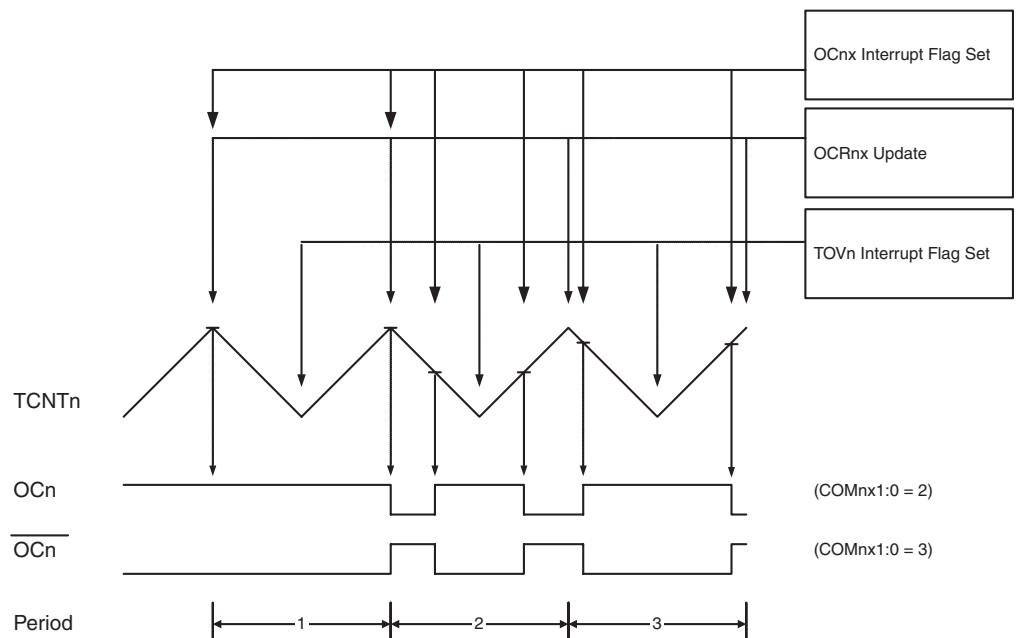 OCnx Interrupt Flag Set
OCRnx Update
TOVn Interrupt Flag Set
TCNTn
OCn (COMnx1:0 = 2)
OCn (COMnx1:0 = 3)
Period 1 2 3